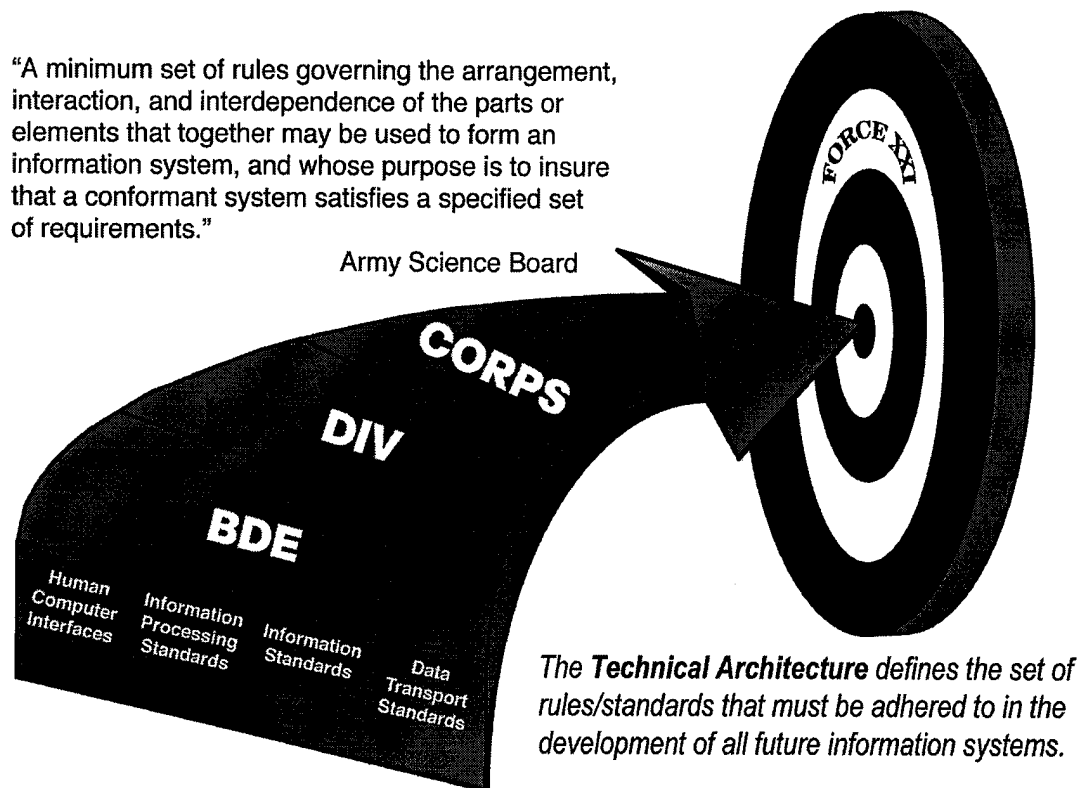 “A minimum set of rules governing the arrangement,
interaction, and interdependence of the parts or
elements that together may be used to form an
information system, and whose purpose is to insure
that a conformant system satisfies a specified set
of requirements.”
Army Science Board
FORCE XXI
CORPS
DIV
BDE
Human
Computer
Interfaces
Information
Processing
Standards
Information
Standards
Data
Transport
Standards
The Technical Architecture defines the set of
rules/standards that must be adhered to in the
development of all future information systems.